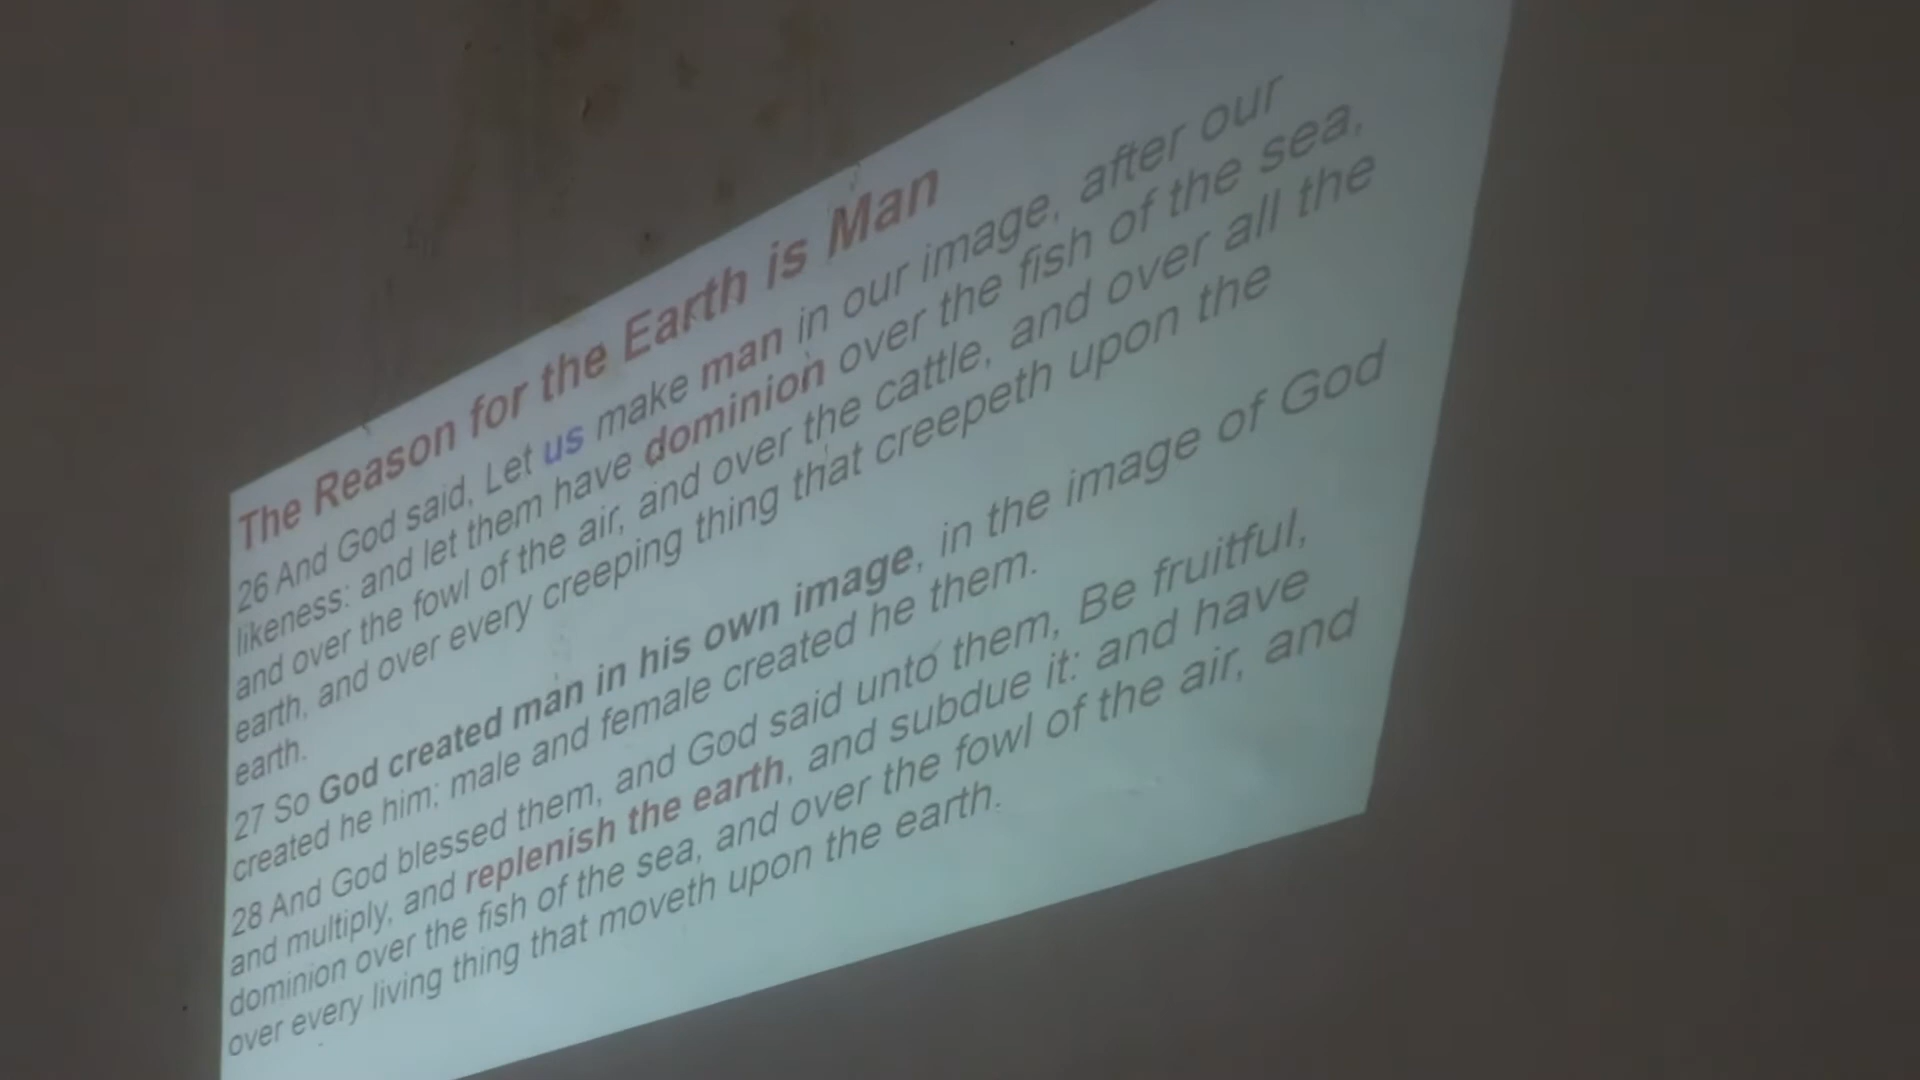 The Reason for the Earth is Man
26 And God said, Let us make man in our image, after our
likeness: and let them have dominion over the fish of the sea,
and over the fowl of the air, and over the cattle, and over all the
earth, and over every creeping thing that creepeth upon the
earth.
27 So God created man in his own image, in the image of God
created he him; male and female created he them.
28 And God blessed them, and God said unto them, Be fruitful,
and multiply, and replenish the earth, and subdue it: and have
dominion over the fish of the sea, and over the fowl of the air, and
over every living thing that moveth upon the earth.